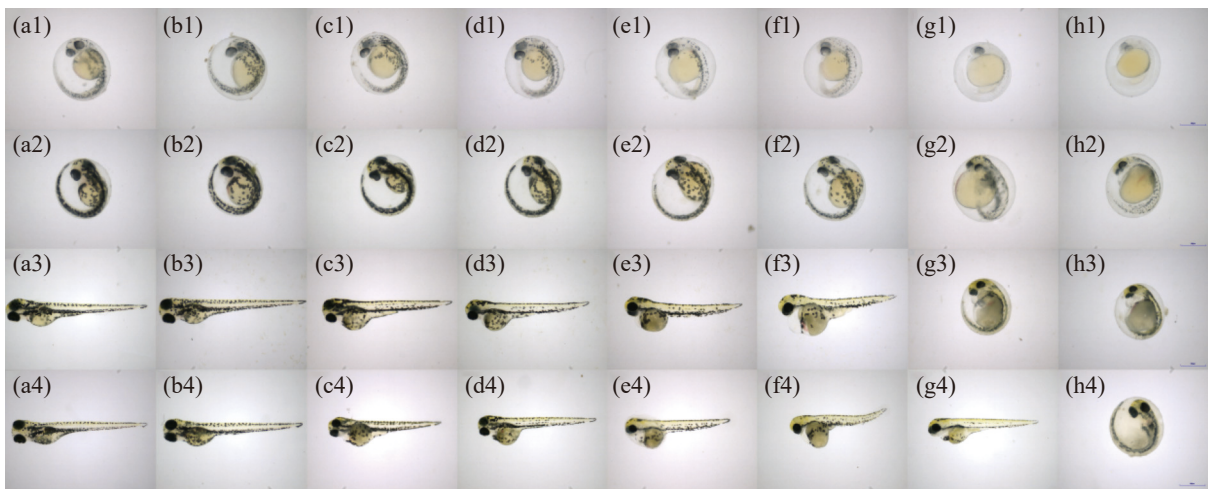 (a1) (b1) (c1) (d1) (e1) (f1) (g1) (h1)
(a2) (b2) (c2) (d2) (e2) (f2) (g2) (h2)
(a3) (b3) (c3) (d3) (e3) (f3) (g3) (h3)
(a4) (b4) (c4) (d4) (e4) (f4) (g4) (h4)